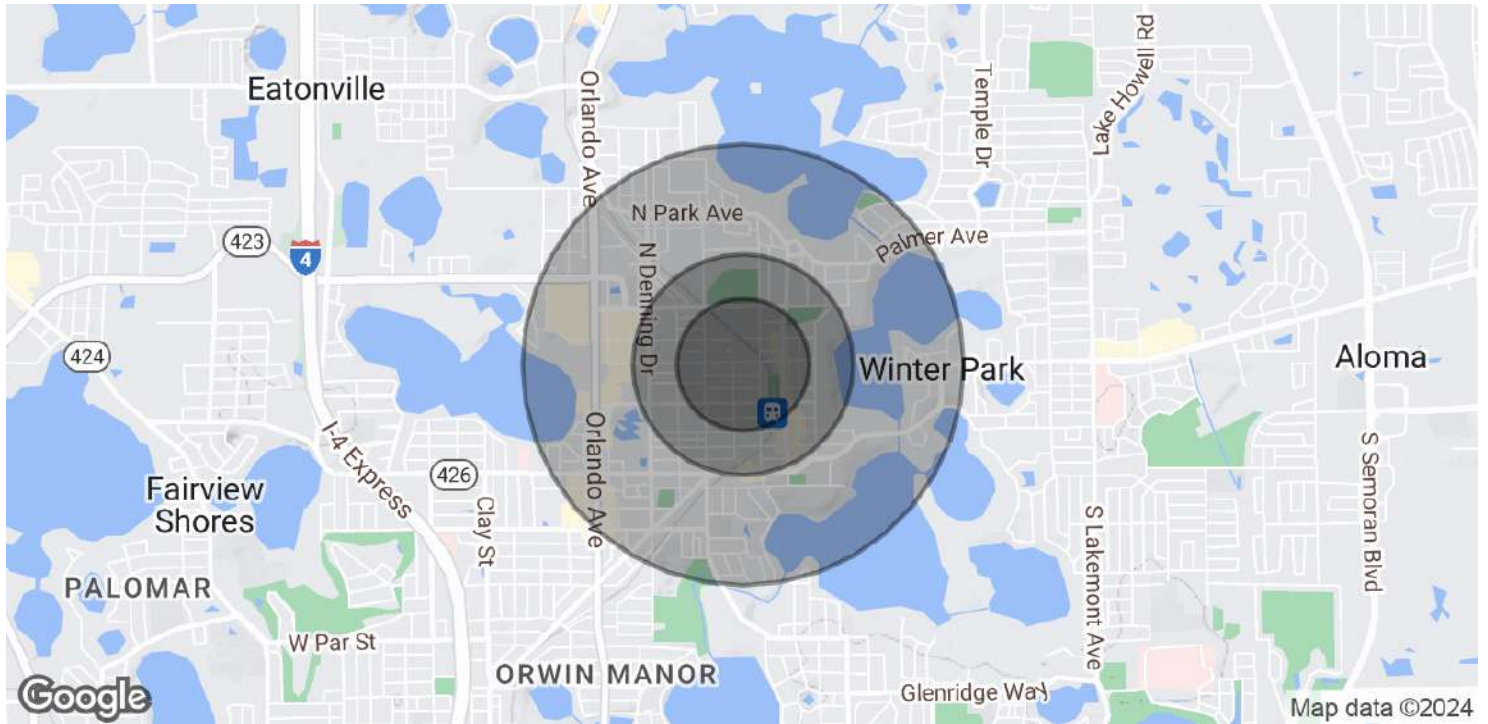 Eatonville
Orlando Ave
Temple Dr
Lake Howell Rd
N Park Ave
423
4
Palmer Ave
N Denning Dr
424
Winter Park
Aloma
I-4 Express
426
Orlando Ave
Fairview
Shores
Clay St
S Lakemont Ave
S Semoran Blvd
PALOMAR
W Par St
ORWIN MANOR
Glenridge Way
Google
Map data ©2024